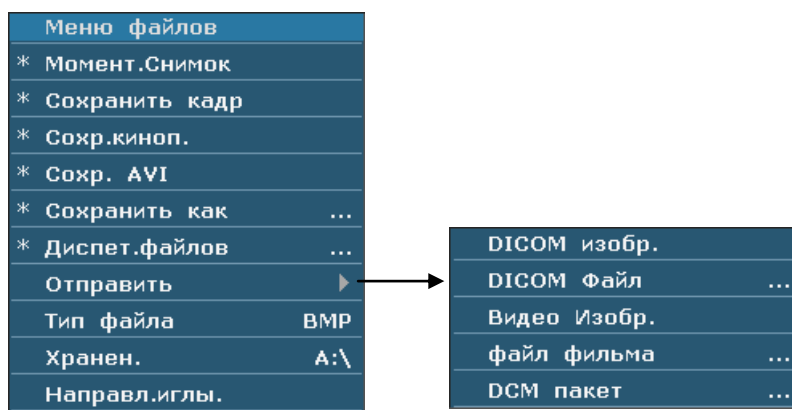 Меню файлов
* Момент.Снимок
* Сохранить кадр
* Сохр.киноп.
* Сохр. AVI
* Сохранить как ...
* Диспет.файлов ...
Отправить
Тип файла BMP
Хранен. A:\
Направл.иглы.
DICOM изобр.
DICOM Файл ...
Видео Изобр.
файл фильма ...
DCM пакет ...